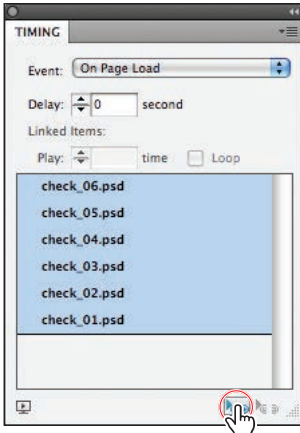 TIMING
Event: On Page Load
Delay: 0 second
Linked Items:
Play: time Loop
check_06.psd
check_05.psd
check_04.psd
check_03.psd
check_02.psd
check_01.psd